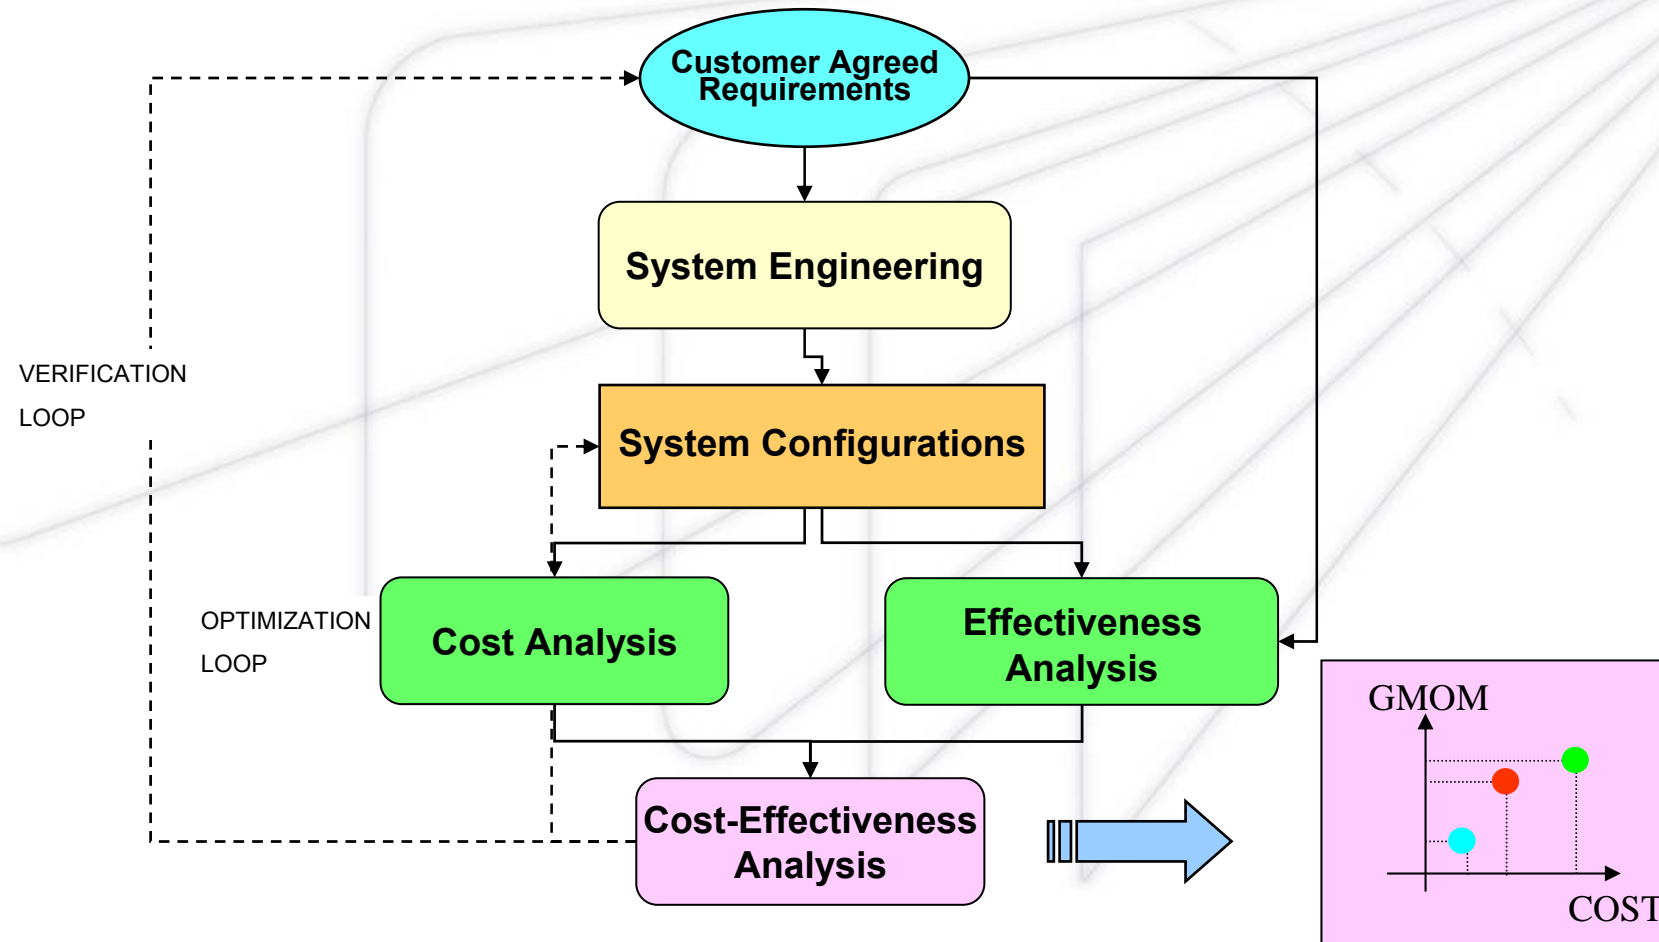 Customer Agreed
Requirements
System Engineering
VERIFICATION
LOOP
System Configurations
OPTIMIZATION
LOOP
Cost Analysis
Effectiveness
Analysis
GMOM
Cost-Effectiveness
Analysis
COST